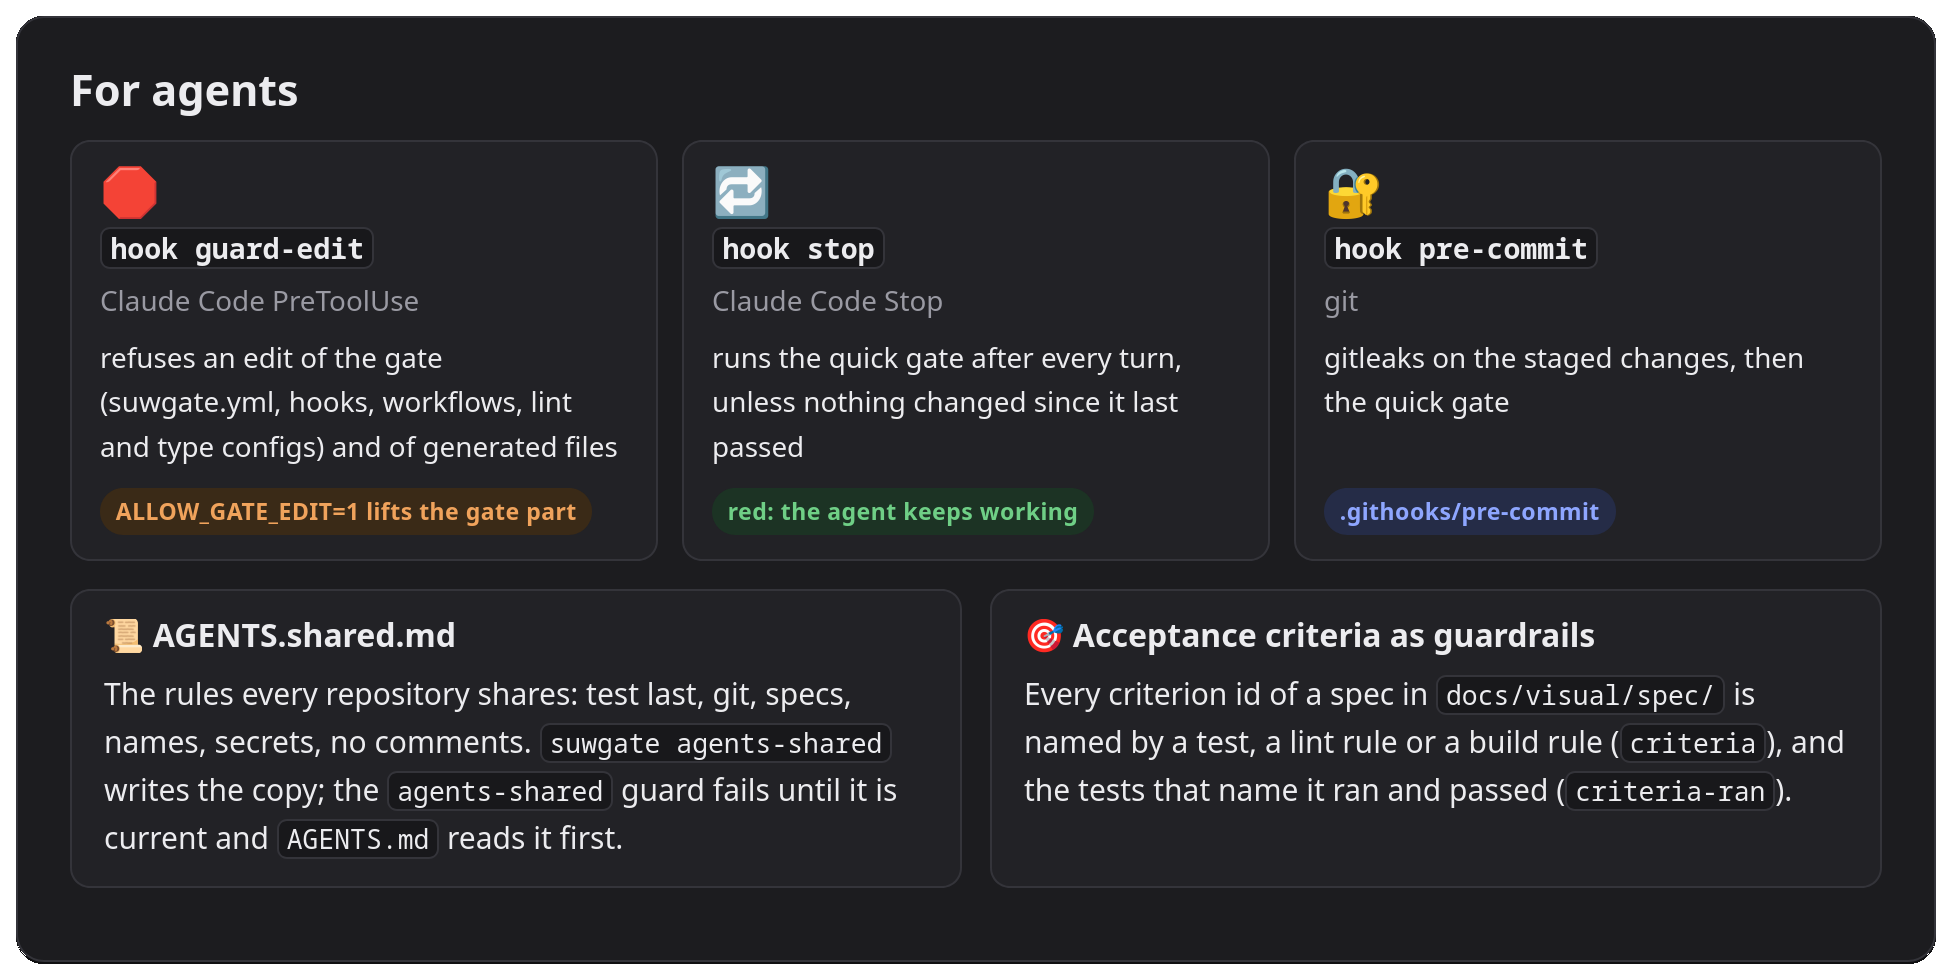 For agents
hook guard-edit
Claude Code PreToolUse
refuses an edit of the gate
(suwgate.yml, hooks, workflows, lint
and type configs) and of generated files
ALLOW_GATE_EDIT=1 lifts the gate part
hook stop
Claude Code Stop
runs the quick gate after every turn,
unless nothing changed since it last
passed
red: the agent keeps working
hook pre-commit
git
gitleaks on the staged changes, then
the quick gate
.githooks/pre-commit
AGENTS.shared.md
The rules every repository shares: test last, git, specs,
names, secrets, no comments. suwgate agents-shared
writes the copy; the agents-shared guard fails until it is
current and AGENTS.md reads it first.
Acceptance criteria as guardrails
Every criterion id of a spec in docs/visual/spec/ is
named by a test, a lint rule or a build rule (criteria), and
the tests that name it ran and passed (criteria-ran).